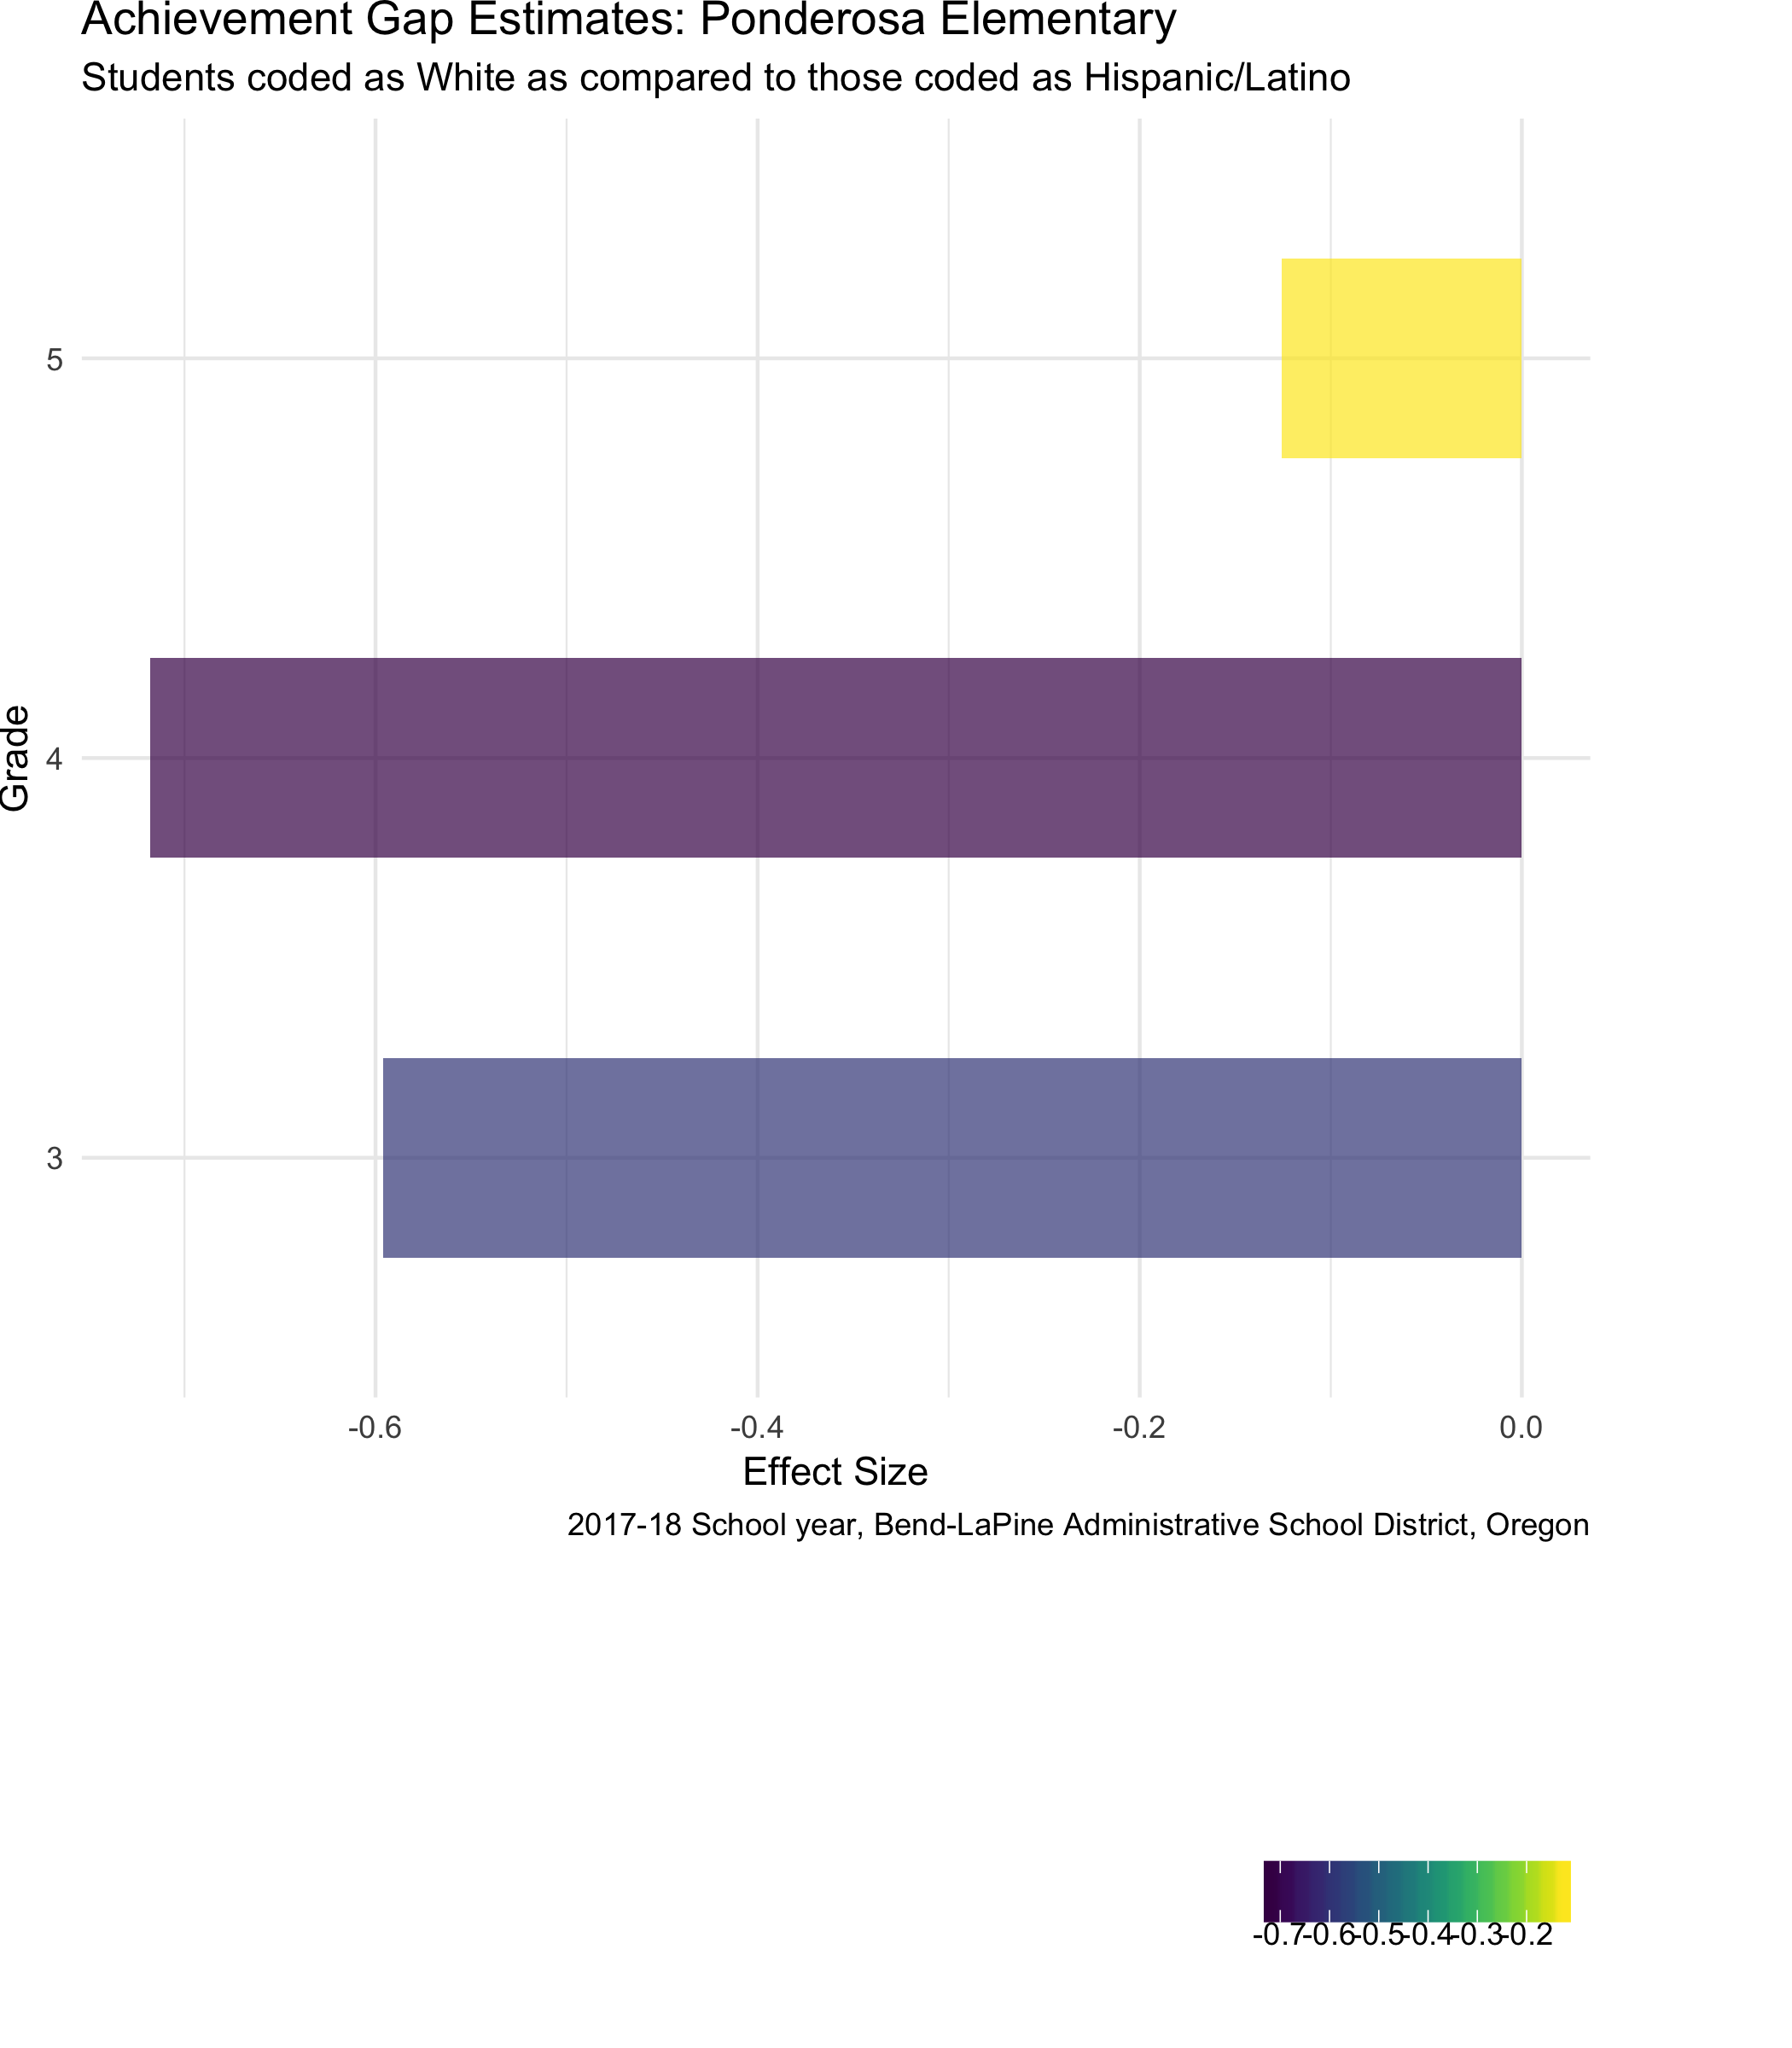 Achievement Gap Estimates: Ponderosa Elementary
Students coded as White as compared to those coded as Hispanic/Latino
5
4
3
Grade
-0.6 -0.4 -0.2 0.0
Effect Size
2017-18 School year, Bend-LaPine Administrative School District, Oregon
-0.7 -0.6 -0.5 -0.4 -0.3 -0.2